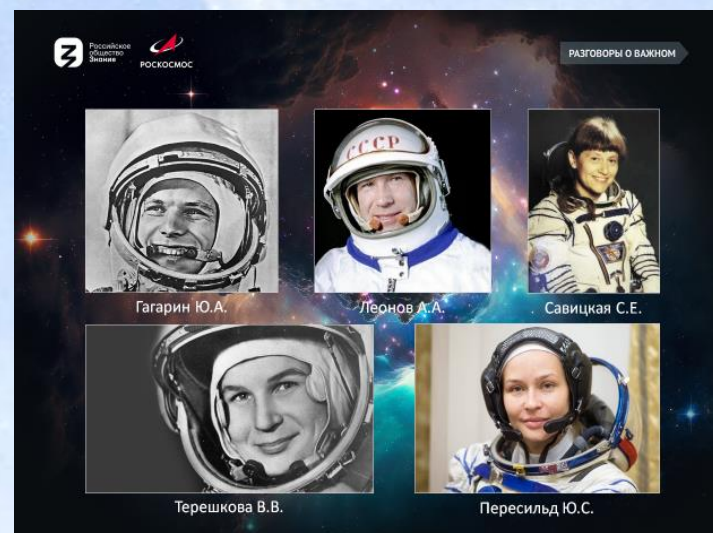 Российское
общество
Знание
РОСКОСМОС
РАЗГОВОРЫ О ВАЖНОМ
СССР
Гагарин Ю.А.
Леонов А.А.
Савицкая С.Е.
Терешкова В.В.
Пересильд Ю.С.